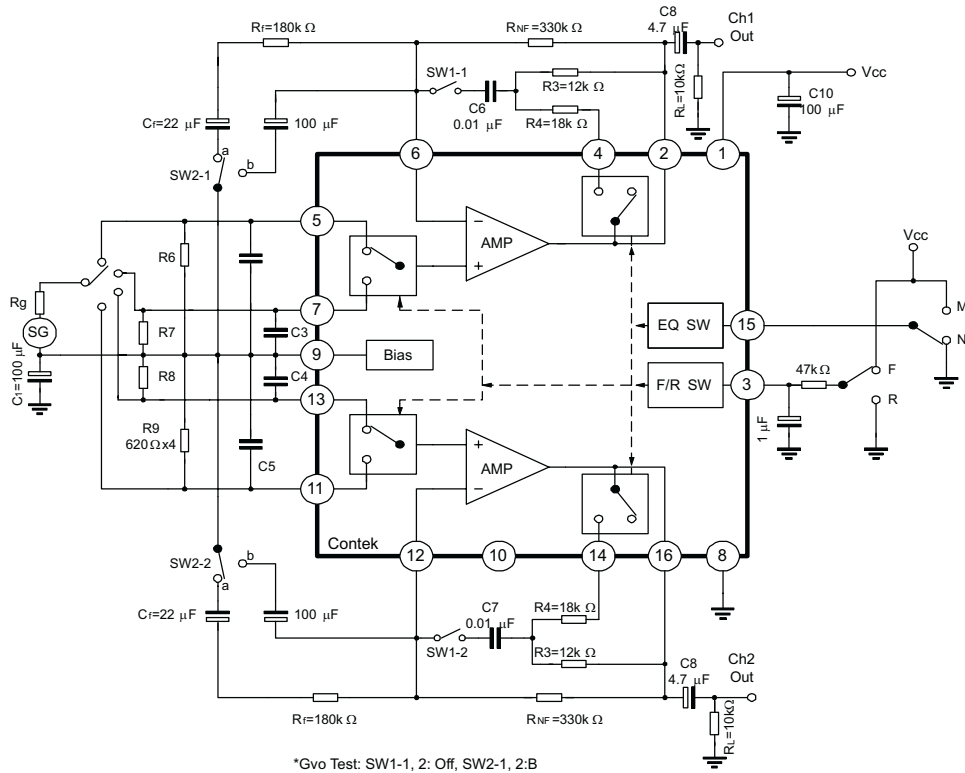 C8
4.7 μF
Ch1
Out
Rf=180k Ω
RNF=330k Ω
RL=10kΩ
SW1-1
R3=12k Ω
C6
0.01 μF
R4=18k Ω
Vcc
C10
100 μF
Cf=22 μF
100 μF
a
b
SW2-1
6
4
2
1
5
R6
AMP
−
+
Vcc
Rg
SG
7
R7
C3
EQ SW
15
M
N
C1=100 μF
9
Bias
R8
C4
F/R SW
3
47kΩ
F
R
13
1 μF
R9
620Ωx4
C5
+
AMP
−
11
Contek
12
10
14
16
8
SW2-2
b
a
Cf=22 μF
100 μF
C7
0.01 μF
R4=18k Ω
SW1-2
R3=12k Ω
C8
4.7 μF
Ch2
Out
Rf=180k Ω
RNF=330k Ω
RL=10kΩ
*Gvo Test: SW1-1, 2: Off, SW2-1, 2:B